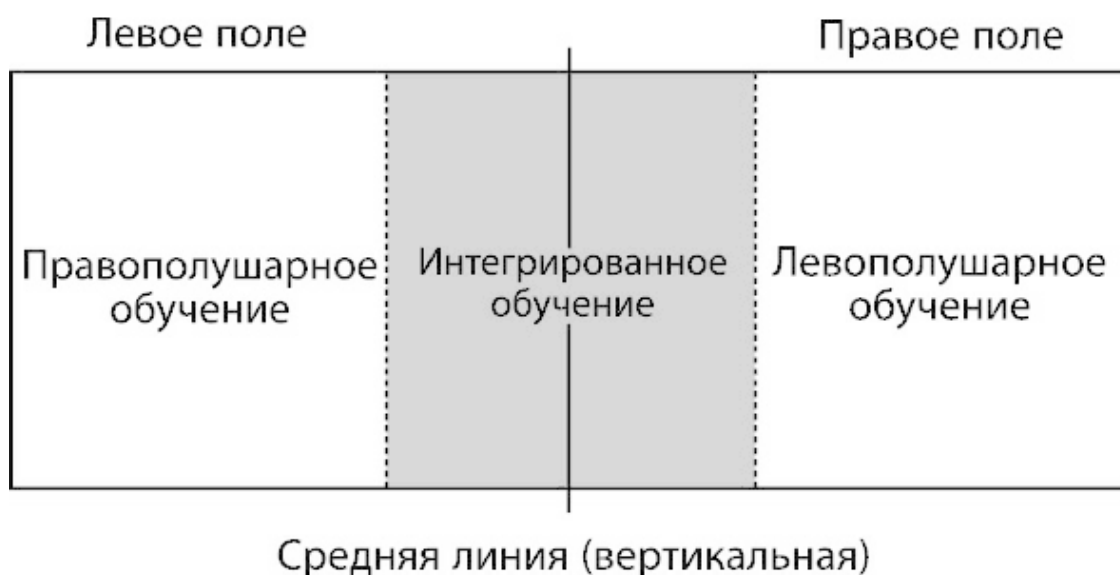 Левое поле
Правое поле
Правополушарное
обучение
Интегрированное
обучение
Левополушарное
обучение
Средняя линия (вертикальная)